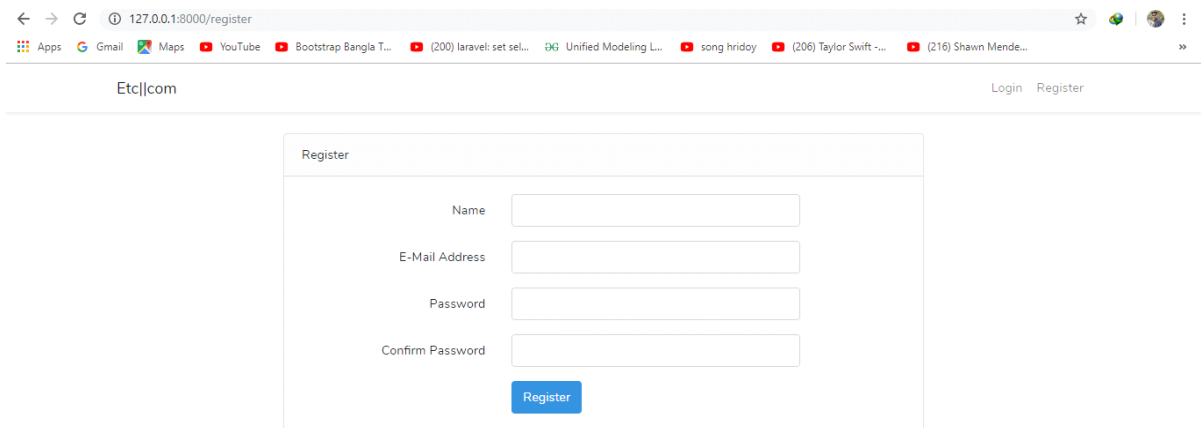 127.0.0.1:8000/register
Apps Gmail Maps YouTube Bootstrap Bangla T... (200) laravel: set sel... Unified Modeling L... song hridoy (206) Taylor Swift -... (216) Shawn Mende... »
Etc||com Login Register
Register
Name
E-Mail Address
Password
Confirm Password
Register